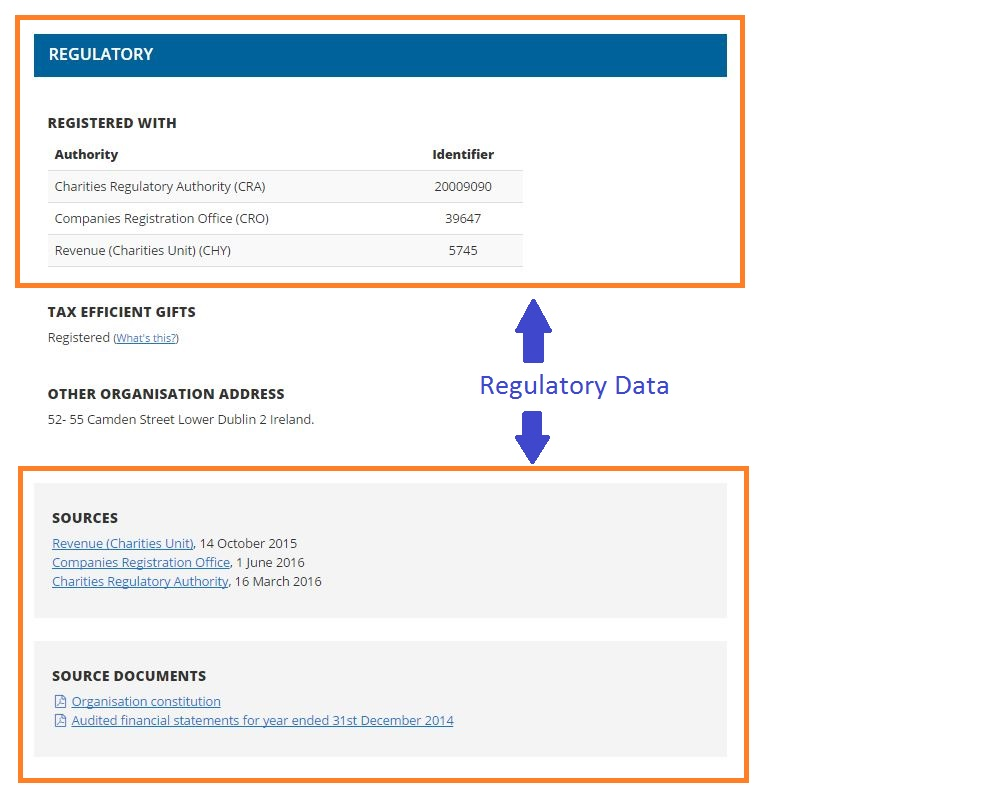 REGULATORY
REGISTERED WITH
Authority Identifier
Charities Regulatory Authority (CRA) 20009090
Companies Registration Office (CRO) 39647
Revenue (Charities Unit) (CHY) 5745
TAX EFFICIENT GIFTS
Registered (What's this?)
Regulatory Data
OTHER ORGANISATION ADDRESS
52- 55 Camden Street Lower Dublin 2 Ireland.
SOURCES
Revenue (Charities Unit), 14 October 2015
Companies Registration Office, 1 June 2016
Charities Regulatory Authority, 16 March 2016
SOURCE DOCUMENTS
Organisation constitution
Audited financial statements for year ended 31st December 2014